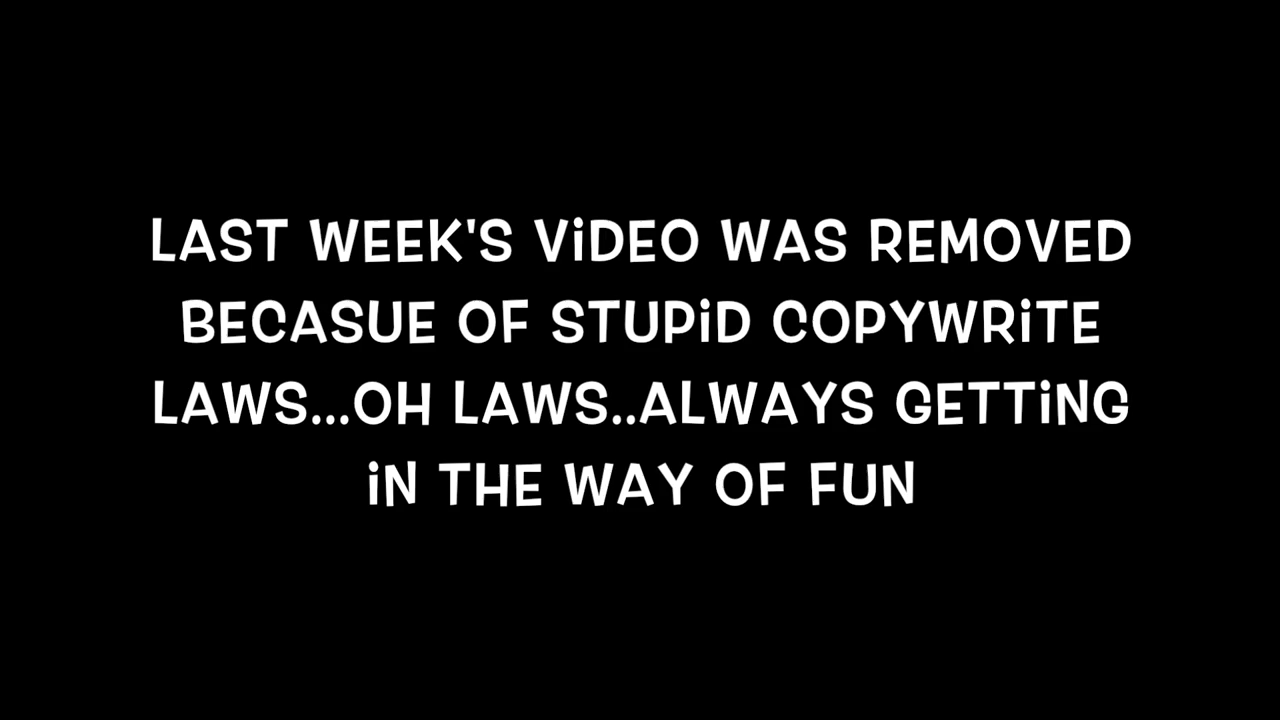 LAST WEEK'S ViDEO WAS REMOVED
BECASUE OF STUPiD COPYWRiTE
LAWS...OH LAWS..ALWAYS GETTiNG
iN THE WAY OF FUN